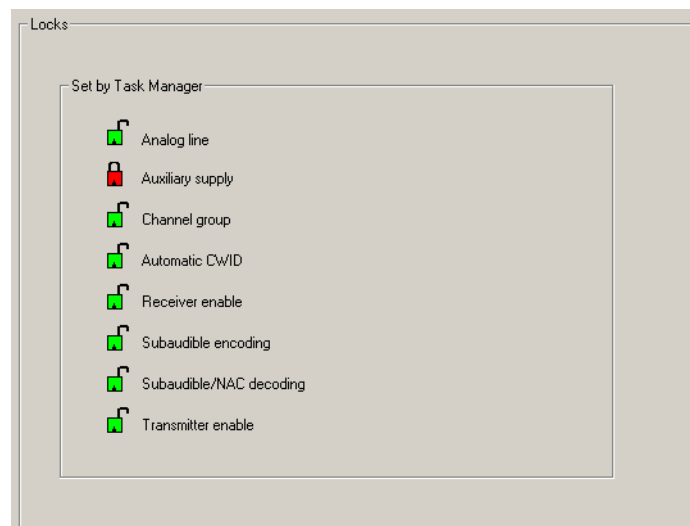 Locks
Set by Task Manager
Analog line
Auxiliary supply
Channel group
Automatic CWID
Receiver enable
Subaudible encoding
Subaudible/NAC decoding
Transmitter enable